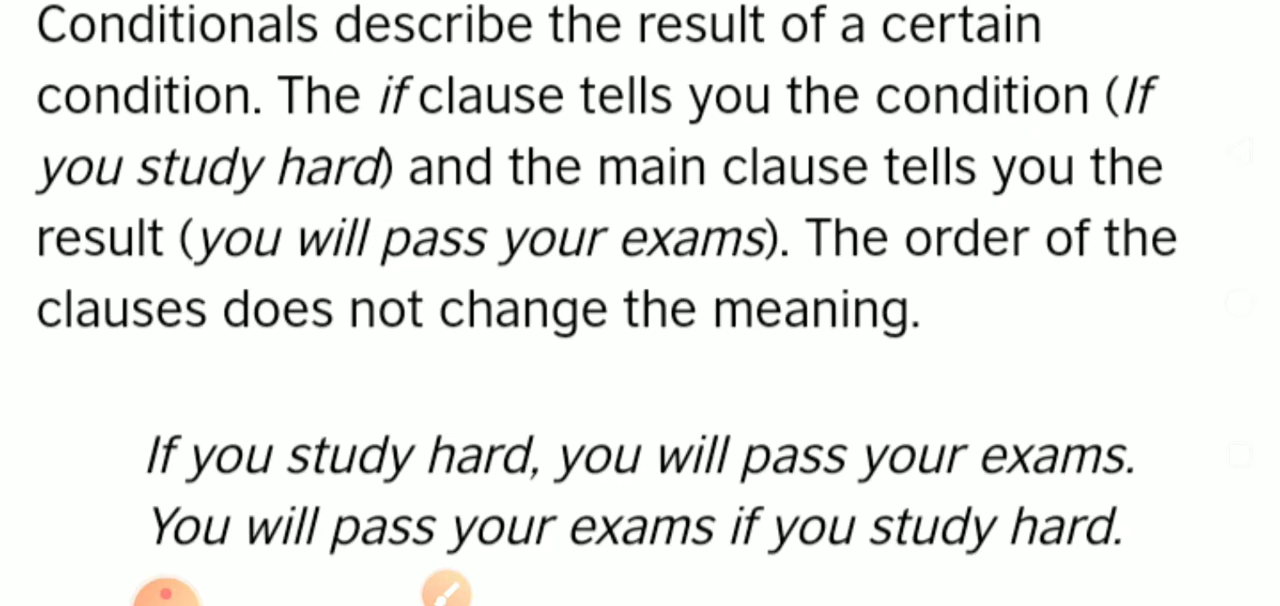 Conditionals describe the result of a certain
condition. The if clause tells you the condition (If
you study hard) and the main clause tells you the
result (you will pass your exams). The order of the
clauses does not change the meaning.
If you study hard, you will pass your exams.
You will pass your exams if you study hard.